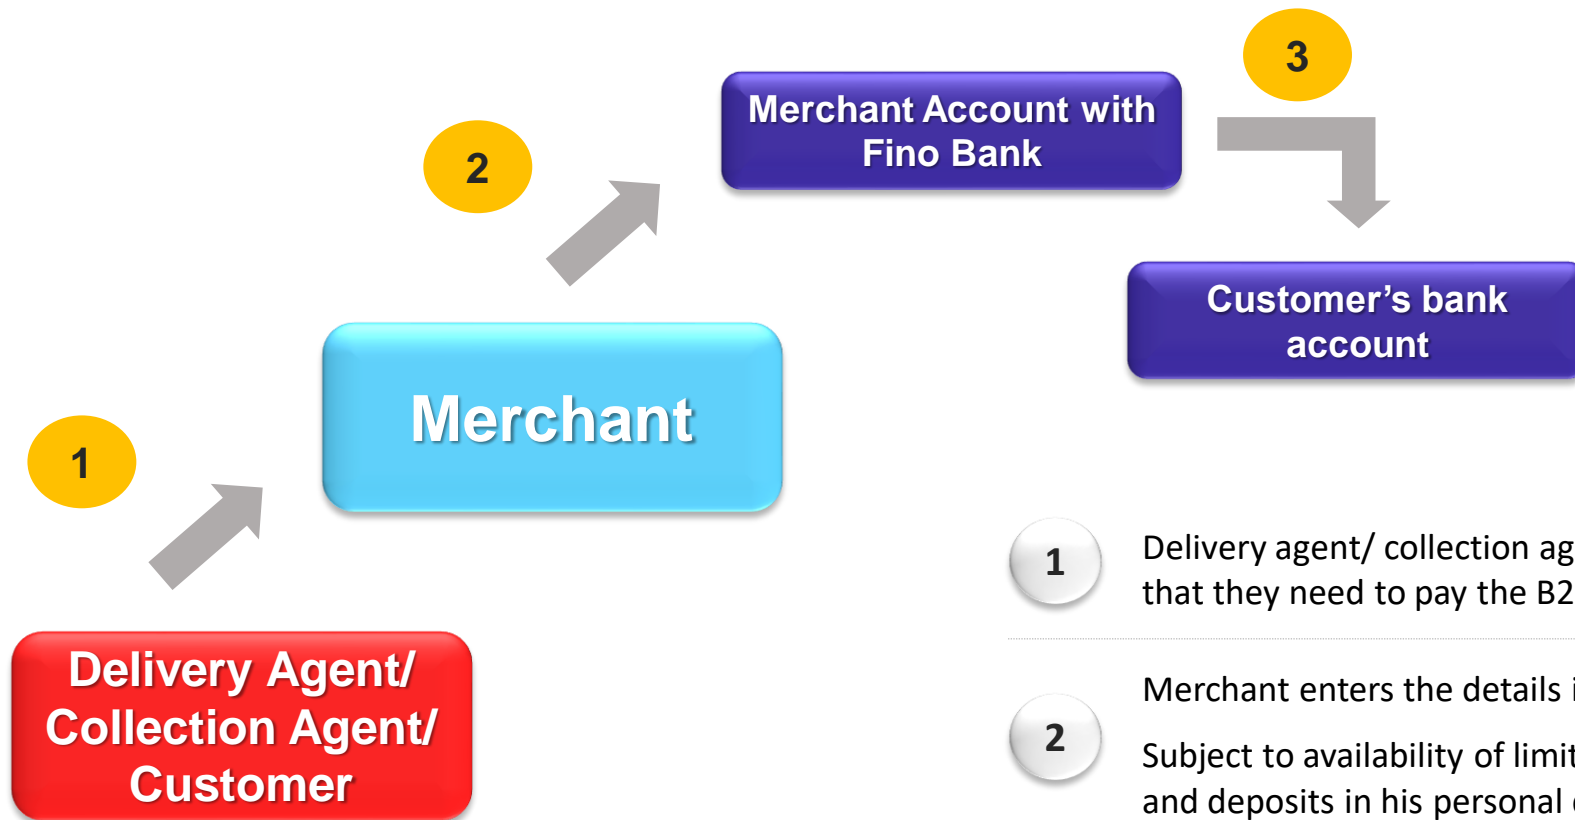 3
Merchant Account with
Fino Bank
2
Customer’s bank
account
Merchant
1
1
Delivery agent/ collection
that they need to pay the
Delivery Agent/
Collection Agent/
Customer
2
Merchant enters the details
Subject to availability of
and deposits in his personal